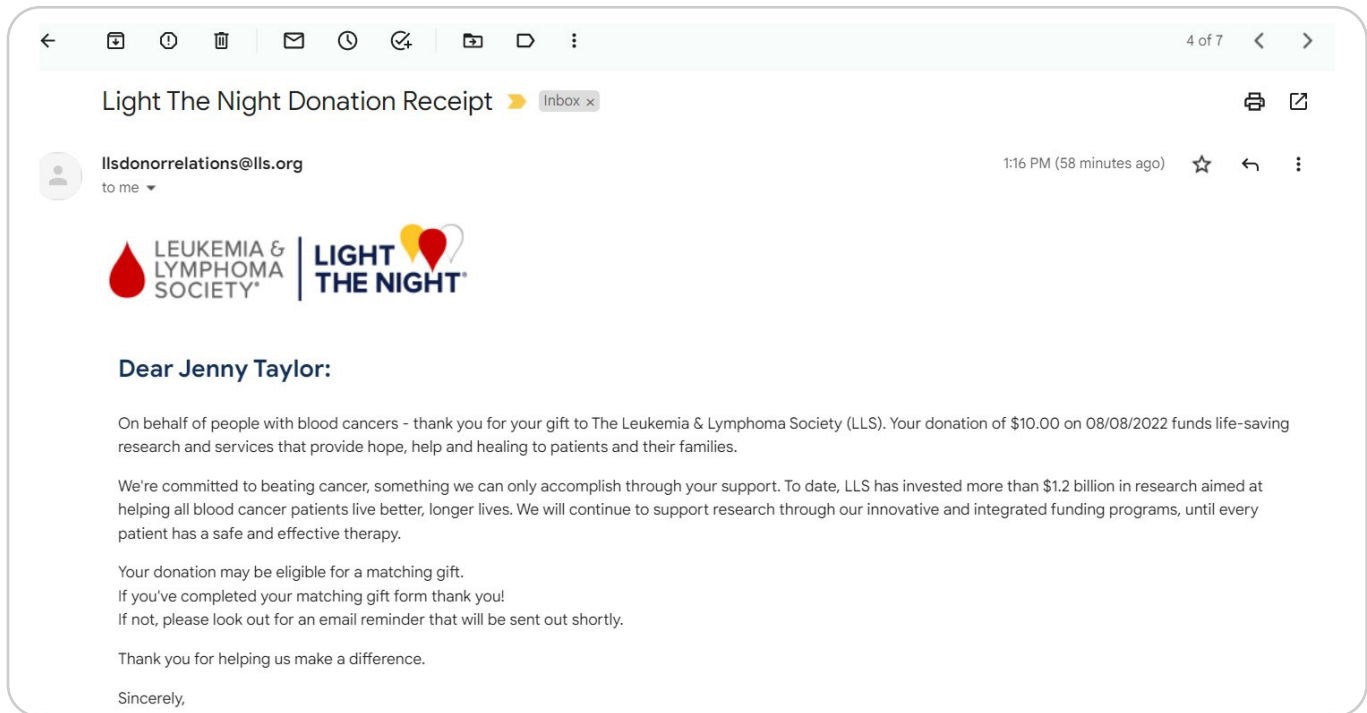 4 of 7
Light The Night Donation Receipt Inbox ×
llsdonorrelations@lls.org 1:16 PM (58 minutes ago)
to me
LEUKEMIA &
LYMPHOMA
SOCIETY®
LIGHT
THE NIGHT®
Dear Jenny Taylor:
On behalf of people with blood cancers - thank you for your gift to The Leukemia & Lymphoma Society (LLS). Your donation of $10.00 on 08/08/2022 funds life-saving
research and services that provide hope, help and healing to patients and their families.
We're committed to beating cancer, something we can only accomplish through your support. To date, LLS has invested more than $1.2 billion in research aimed at
helping all blood cancer patients live better, longer lives. We will continue to support research through our innovative and integrated funding programs, until every
patient has a safe and effective therapy.
Your donation may be eligible for a matching gift.
If you've completed your matching gift form thank you!
If not, please look out for an email reminder that will be sent out shortly.
Thank you for helping us make a difference.
Sincerely,